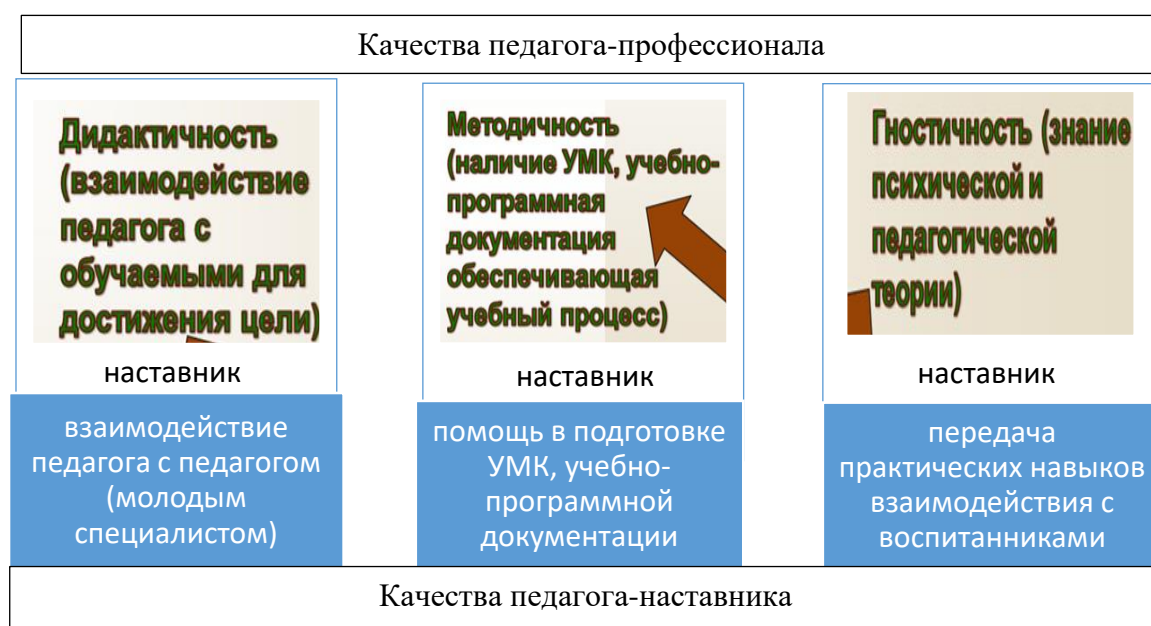 Качества педагога-профессионала
Дидактичность
(взаимодействие
педагога с
обучаемыми для
достижения цели)
наставник
взаимодействие
педагога с педагогом
(молодым
специалистом)
Методичность
(наличие УМК, учебно-
программная
документация
обеспечивающая
учебный процесс)
наставник
помощь в подготовке
УМК, учебно-
программной
документации
Гностичность (знание
психической и
педагогической
теории)
наставник
передача
практических навыков
взаимодействия с
воспитанниками
Качества педагога-наставника